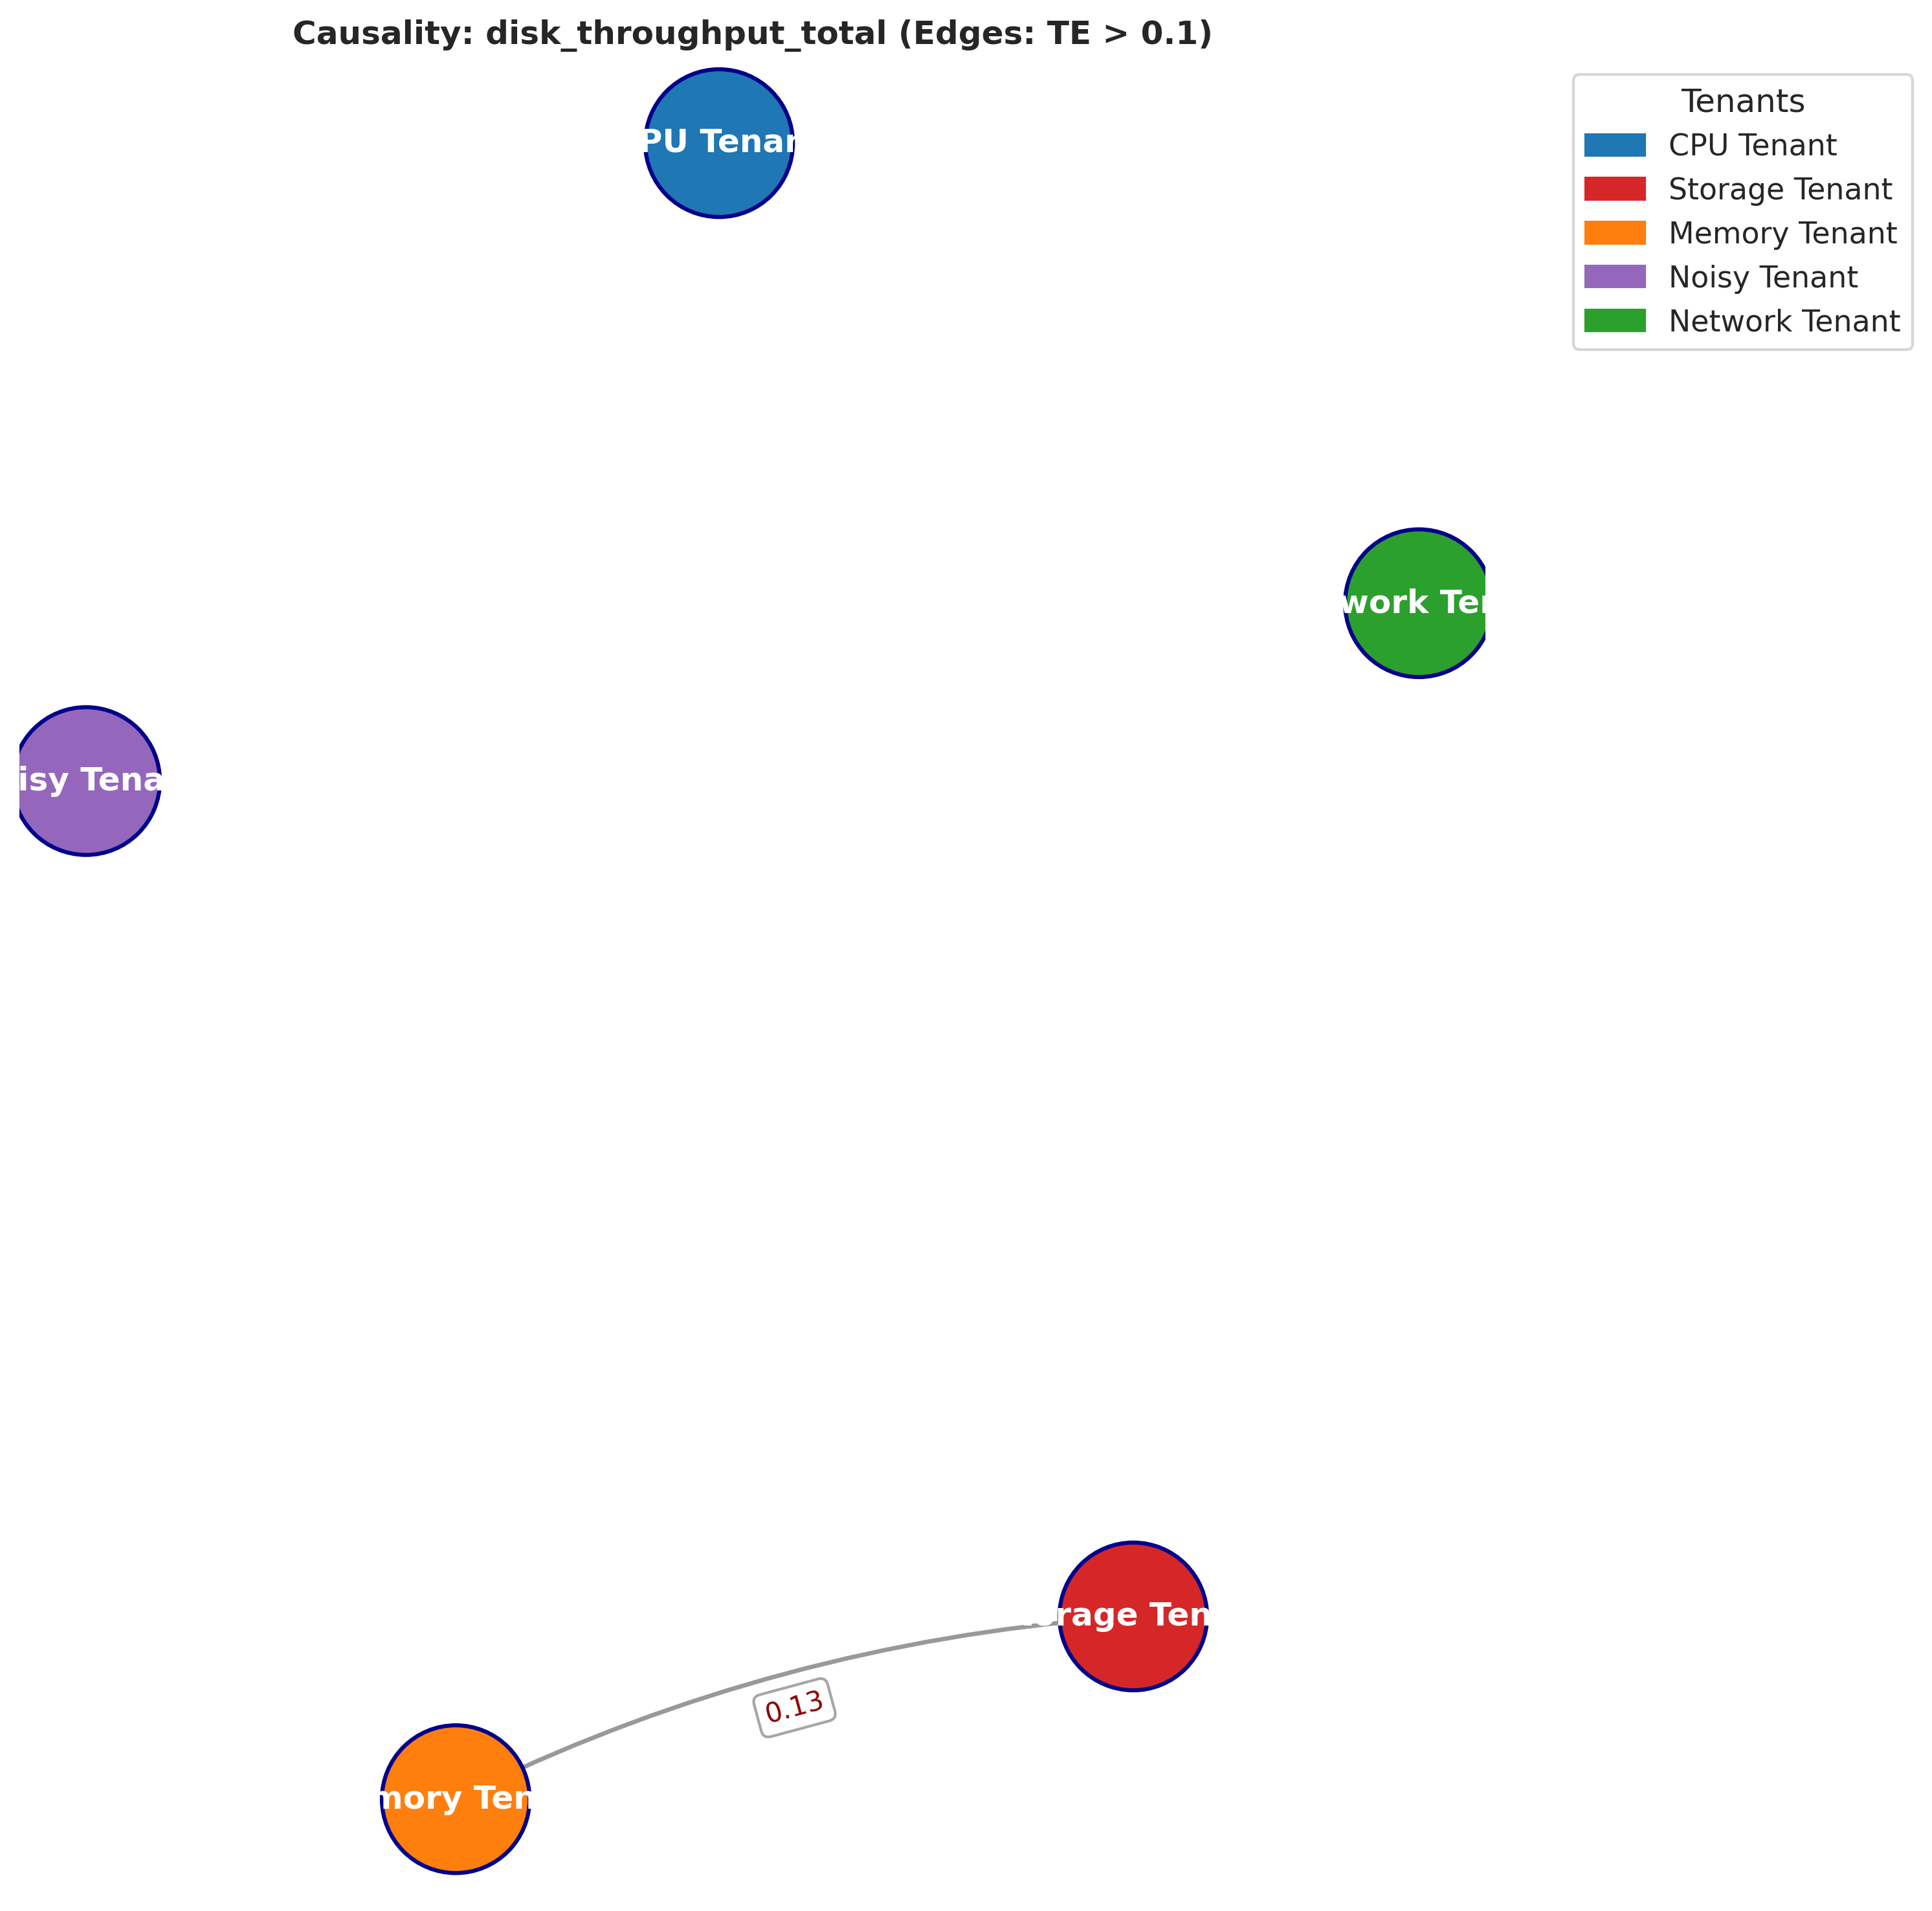 Causality: disk_throughput_total (Edges: TE > 0.1)
Tenants
CPU Tenant
Storage Tenant
Memory Tenant
Noisy Tenant
Network Tenant
PU Tenan
work Ten
isy Tena
rage Ten
0.13
mory Ten